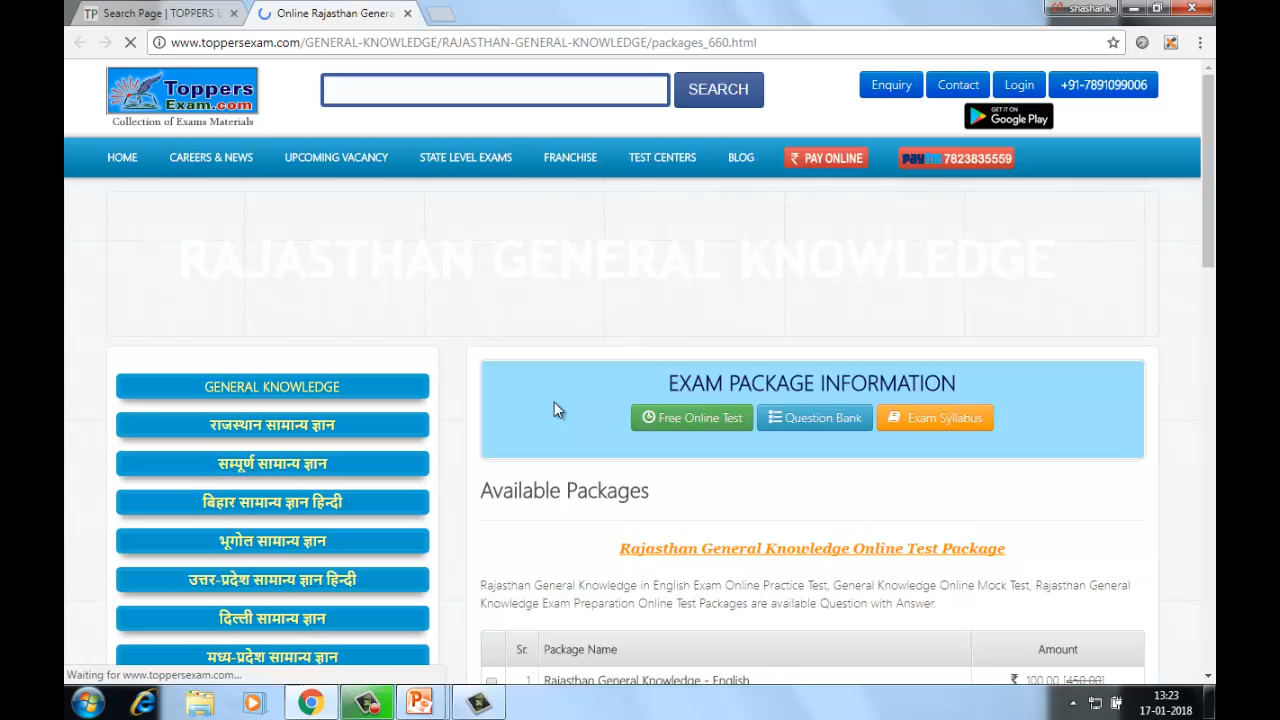 Search Page | TOPPERS
Online Rajasthan Genera
shashank
www.toppersexam.com/GENERAL-KNOWLEDGE/RAJASTHAN-GENERAL-KNOWLEDGE/packages_660.html
Toppers
Exam.com
Collection of Exams Materials
SEARCH
Enquiry
Contact
Login
+91-7891099006
GET IT ON
Google Play
HOME
CAREERS & NEWS
UPCOMING VACANCY
STATE LEVEL EXAMS
FRANCHISE
TEST CENTERS
BLOG
₹ PAY ONLINE
Paytm 7823835559
RAJASTHAN GENERAL KNOWLEDGE
GENERAL KNOWLEDGE
राजस्थान सामान्य ज्ञान
सम्पूर्ण सामान्य ज्ञान
बिहार सामान्य ज्ञान हिन्दी
भूगोल सामान्य ज्ञान
उत्तर-प्रदेश सामान्य ज्ञान हिन्दी
दिल्ली सामान्य ज्ञान
मध्य-प्रदेश सामान्य ज्ञान
EXAM PACKAGE INFORMATION
Free Online Test
Question Bank
Exam Syllabus
Available Packages
Rajasthan General Knowledge Online Test Package
Rajasthan General Knowledge in English Exam Online Practice Test, General Knowledge Online Mock Test, Rajasthan General
Knowledge Exam Preparation Online Test Packages are available Question with Answer.
Sr. Package Name Amount
1 Rajasthan General Knowledge - English ₹ 100.00 [450.00]
Waiting for www.toppersexam.com...
13:23
17-01-2018